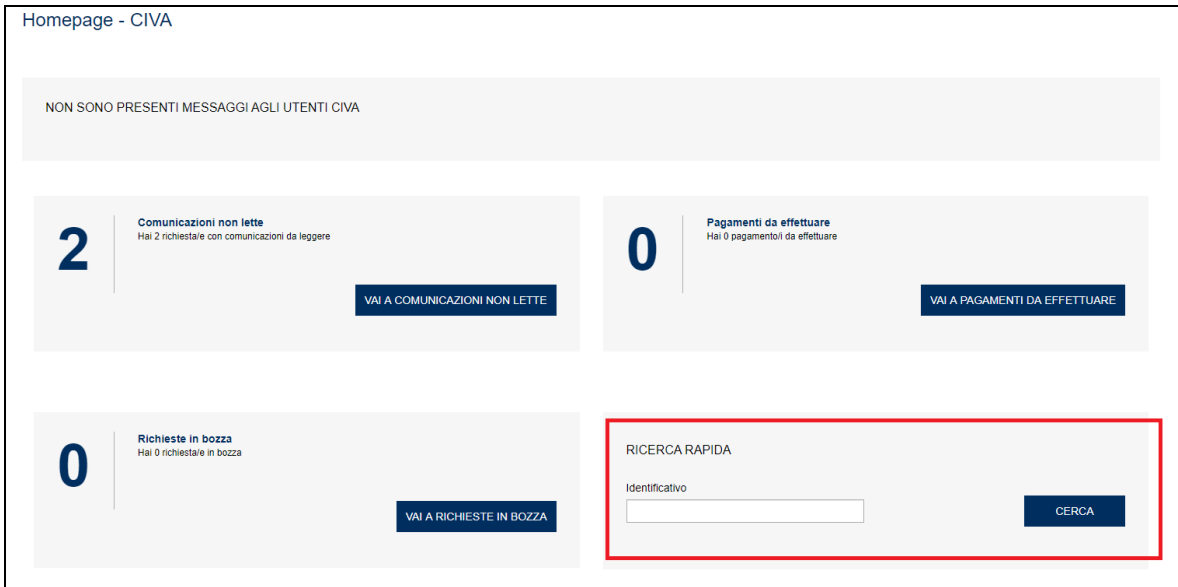 Homepage - CIVA
NON SONO PRESENTI MESSAGGI AGLI UTENTI CIVA
2
Comunicazioni non lette
Hai 2 richiesta/e con comunicazioni da leggere
VAI A COMUNICAZIONI NON LETTE
0
Pagamenti da effettuare
Hai 0 pagamento/i da effettuare
VAI A PAGAMENTI DA EFFETTUARE
0
Richieste in bozza
Hai 0 richiesta/e in bozza
VAI A RICHIESTE IN BOZZA
RICERCA RAPIDA
Identificativo
CERCA